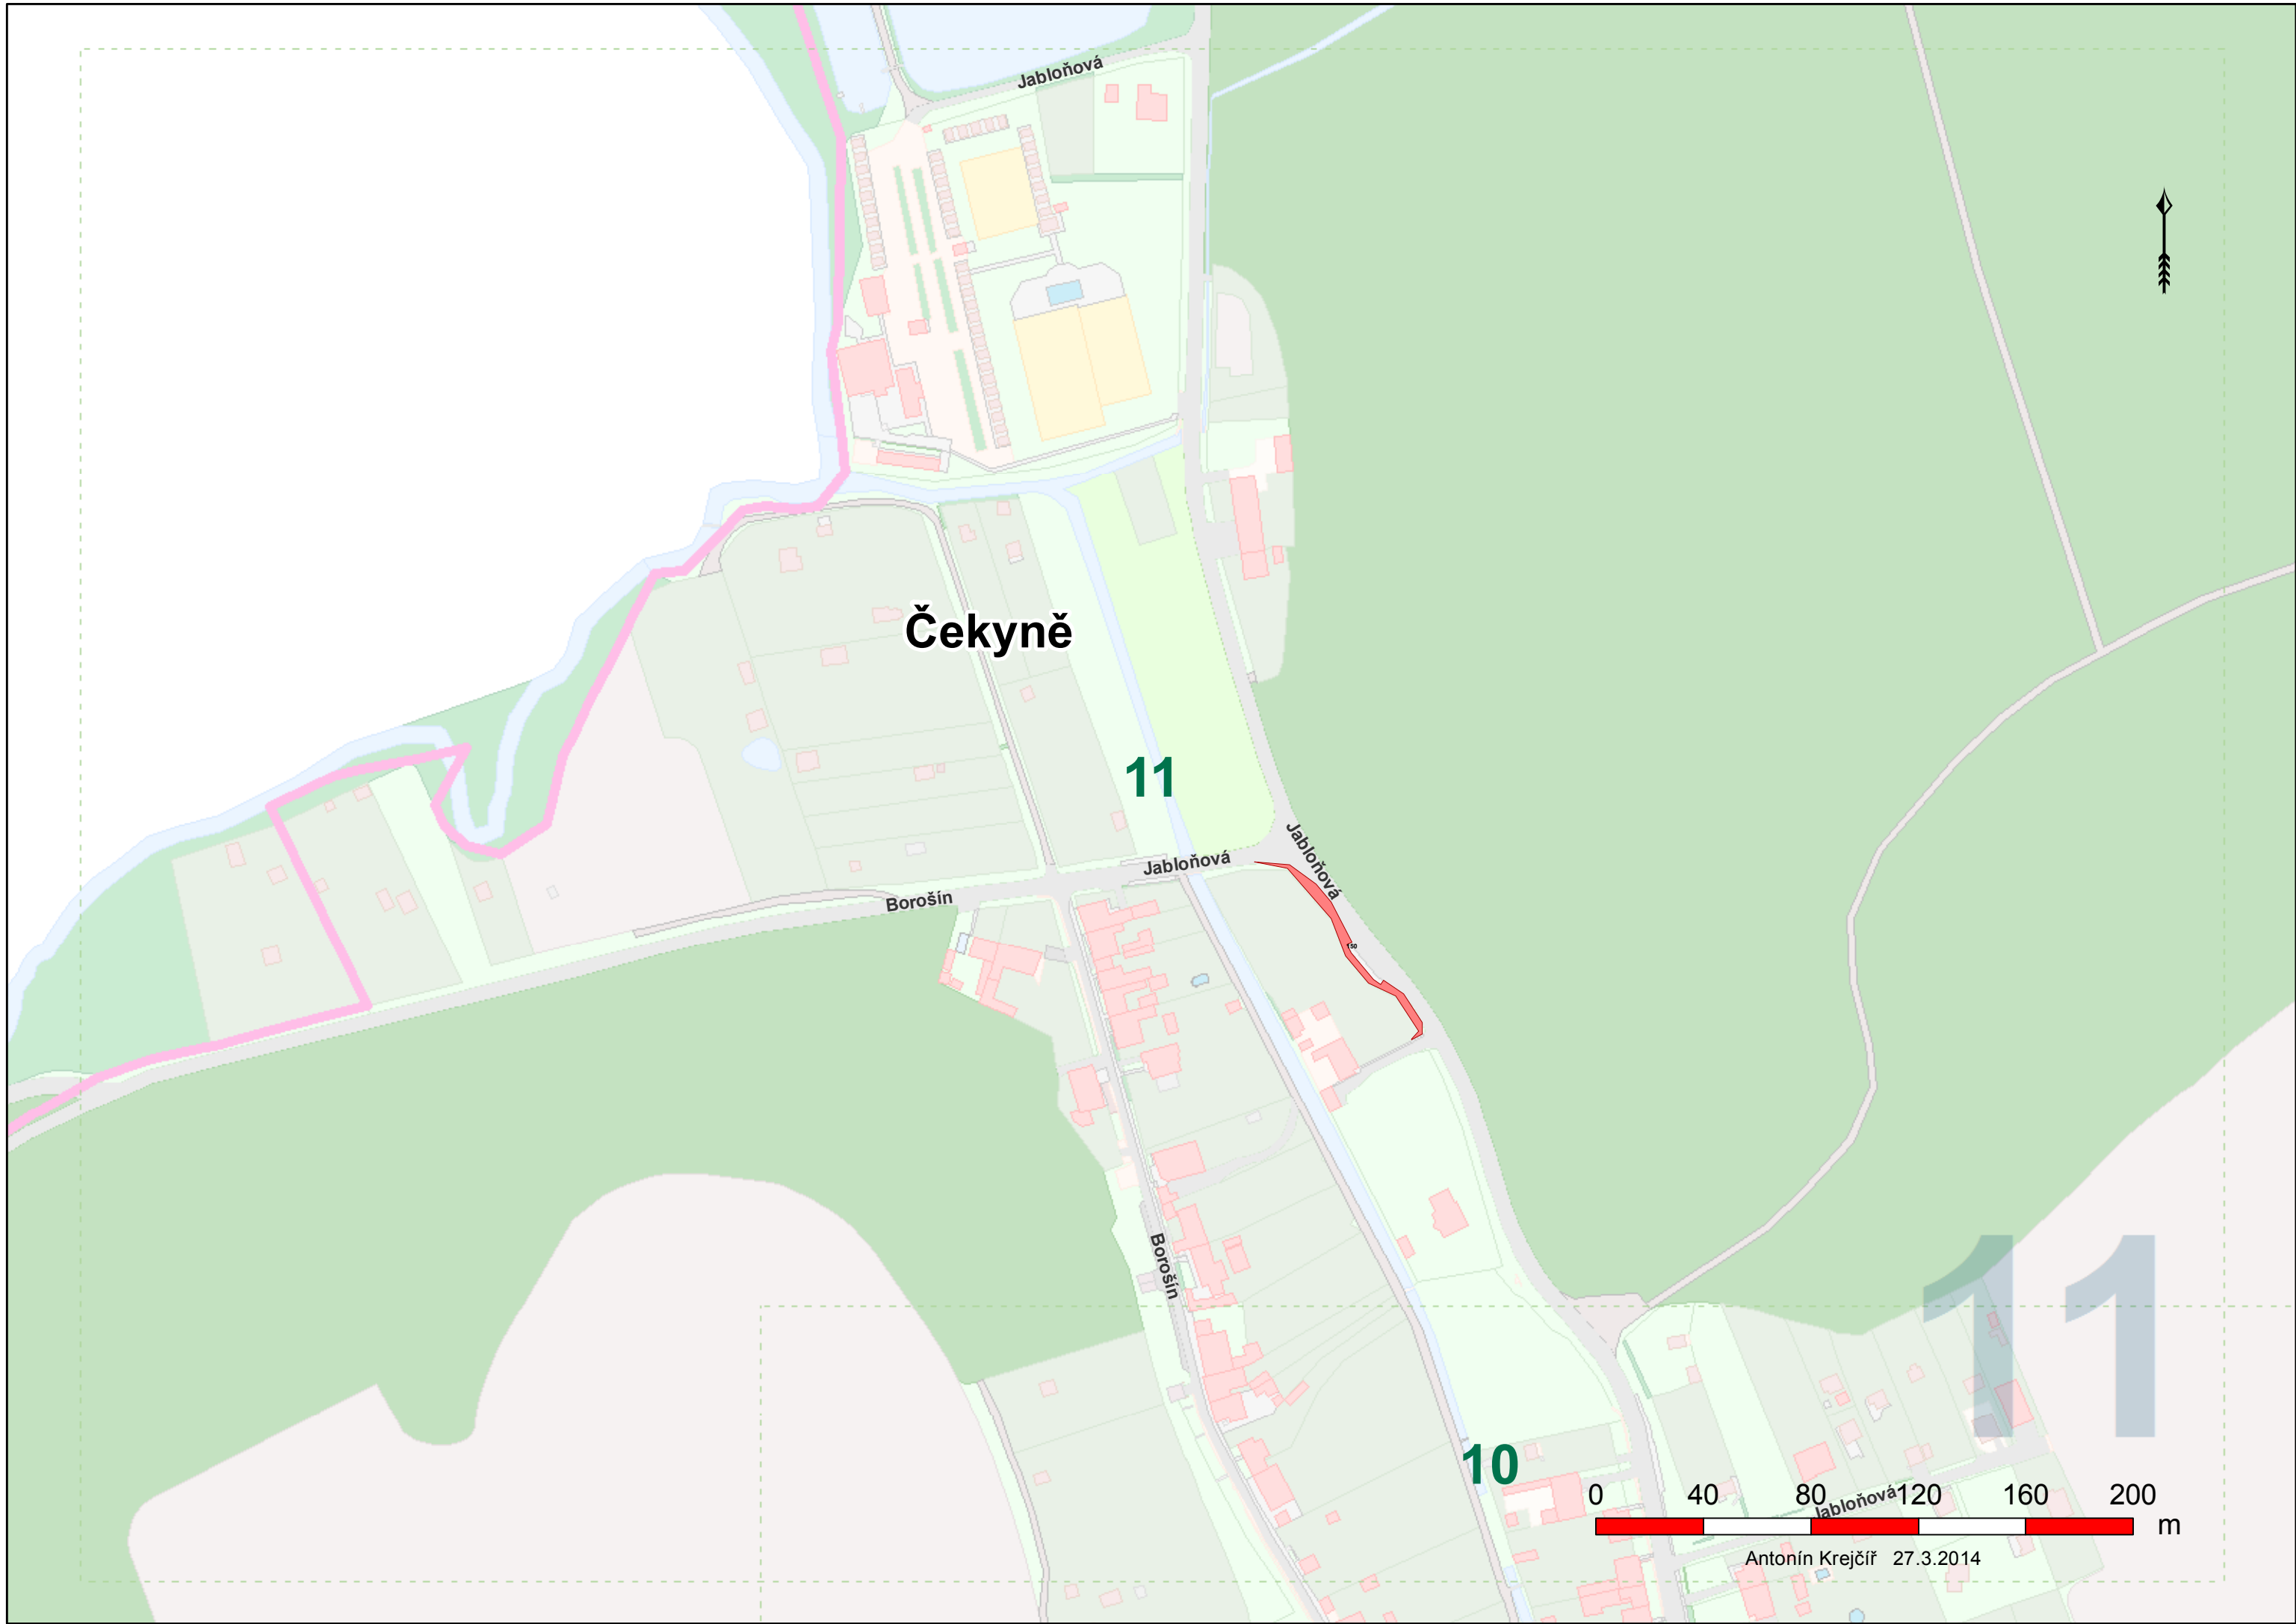 Jabloňová
Čekyně
11
Jabloňová
Jabloňová
Borošín
Borošín
11
10
0 40 80 120 160 200
m
Jabloňová
Antonín Krejčíř 27.3.2014